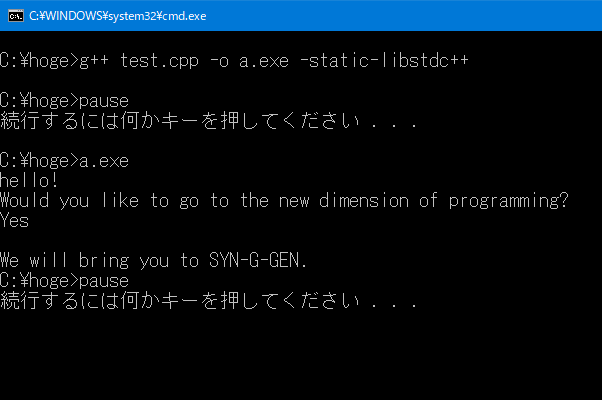 C:¥WINDOWS¥system32¥cmd.exe
C:¥hoge>g++ test.cpp -o a.exe -static-libstdc++
C:¥hoge>pause
続行するには何かキーを押してください . . .
C:¥hoge>a.exe
hello!
Would you like to go to the new dimension of programming?
Yes
We will bring you to SYN-G-GEN.
C:¥hoge>pause
続行するには何かキーを押してください . . .